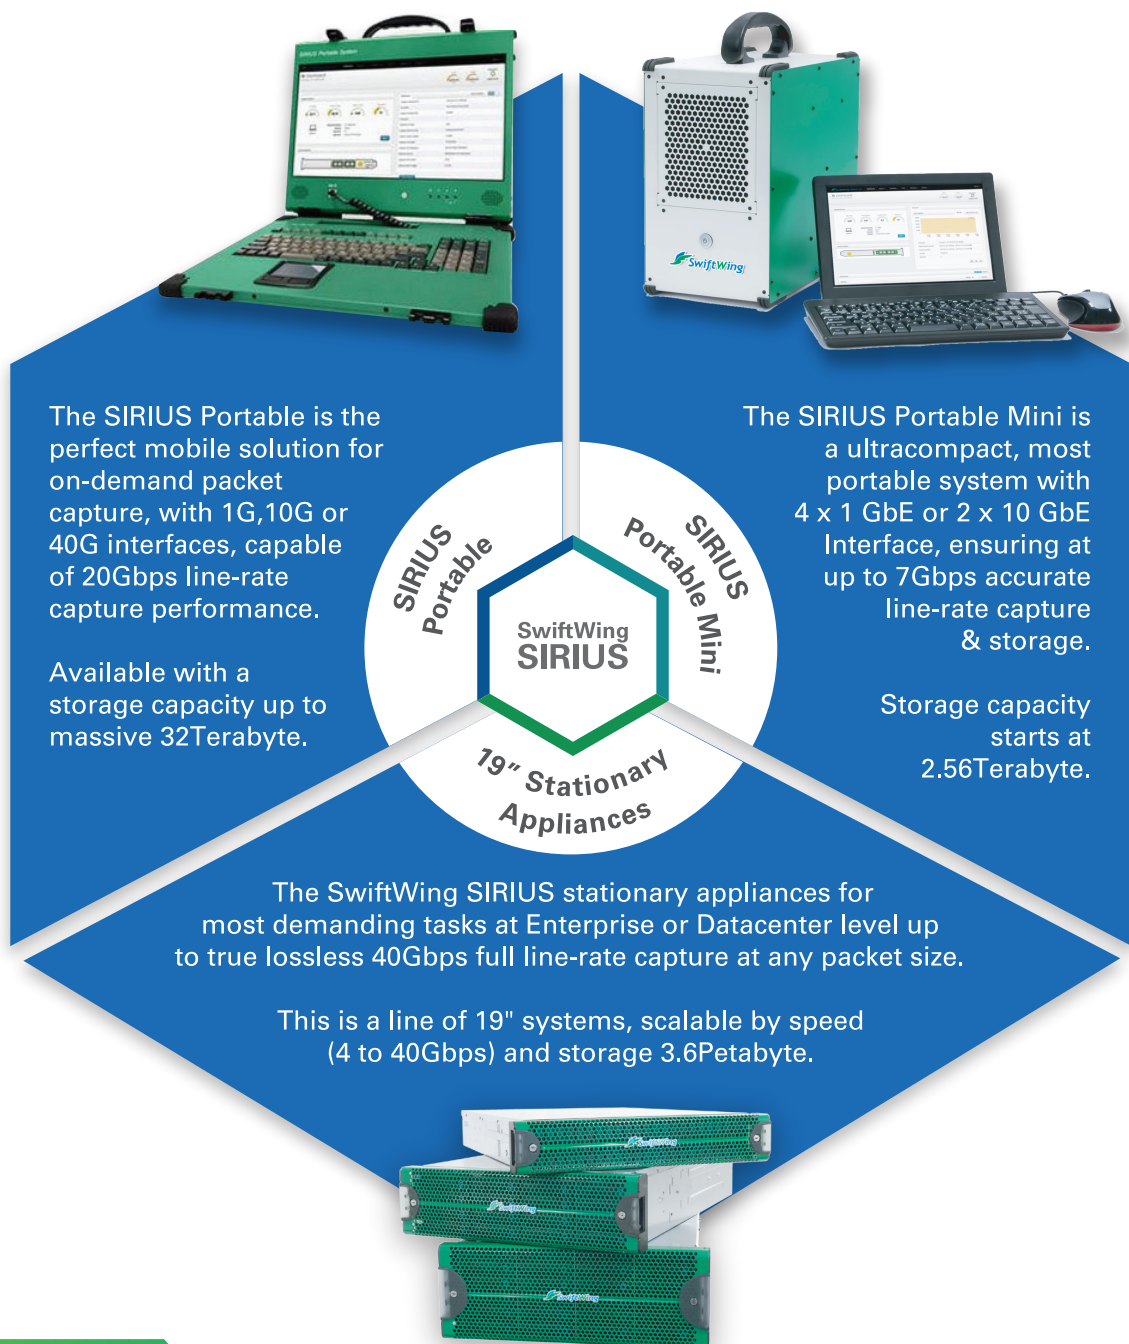 SIRIUS Portable System
SwiftWing
The SIRIUS Portable is the
perfect mobile solution for
on-demand packet
capture, with 1G,10G or
40G interfaces, capable
of 20Gbps line-rate
capture performance.
Available with a
storage capacity up to
massive 32Terabyte.
The SIRIUS Portable Mini is
a ultracompact, most
portable system with
4 x 1 GbE or 2 x 10 GbE
Interface, ensuring at
up to 7Gbps accurate
line-rate capture
& storage.
Storage capacity
starts at
2.56Terabyte.
SIRIUS
Portable
SIRIUS
Portable Mini
SwiftWing
SIRIUS
19" Stationary
Appliances
The SwiftWing SIRIUS stationary appliances for
most demanding tasks at Enterprise or Datacenter level up
to true lossless 40Gbps full line-rate capture at any packet size.
This is a line of 19" systems, scalable by speed
(4 to 40Gbps) and storage 3.6Petabyte.
SwiftWing
SwiftWing
SwiftWing